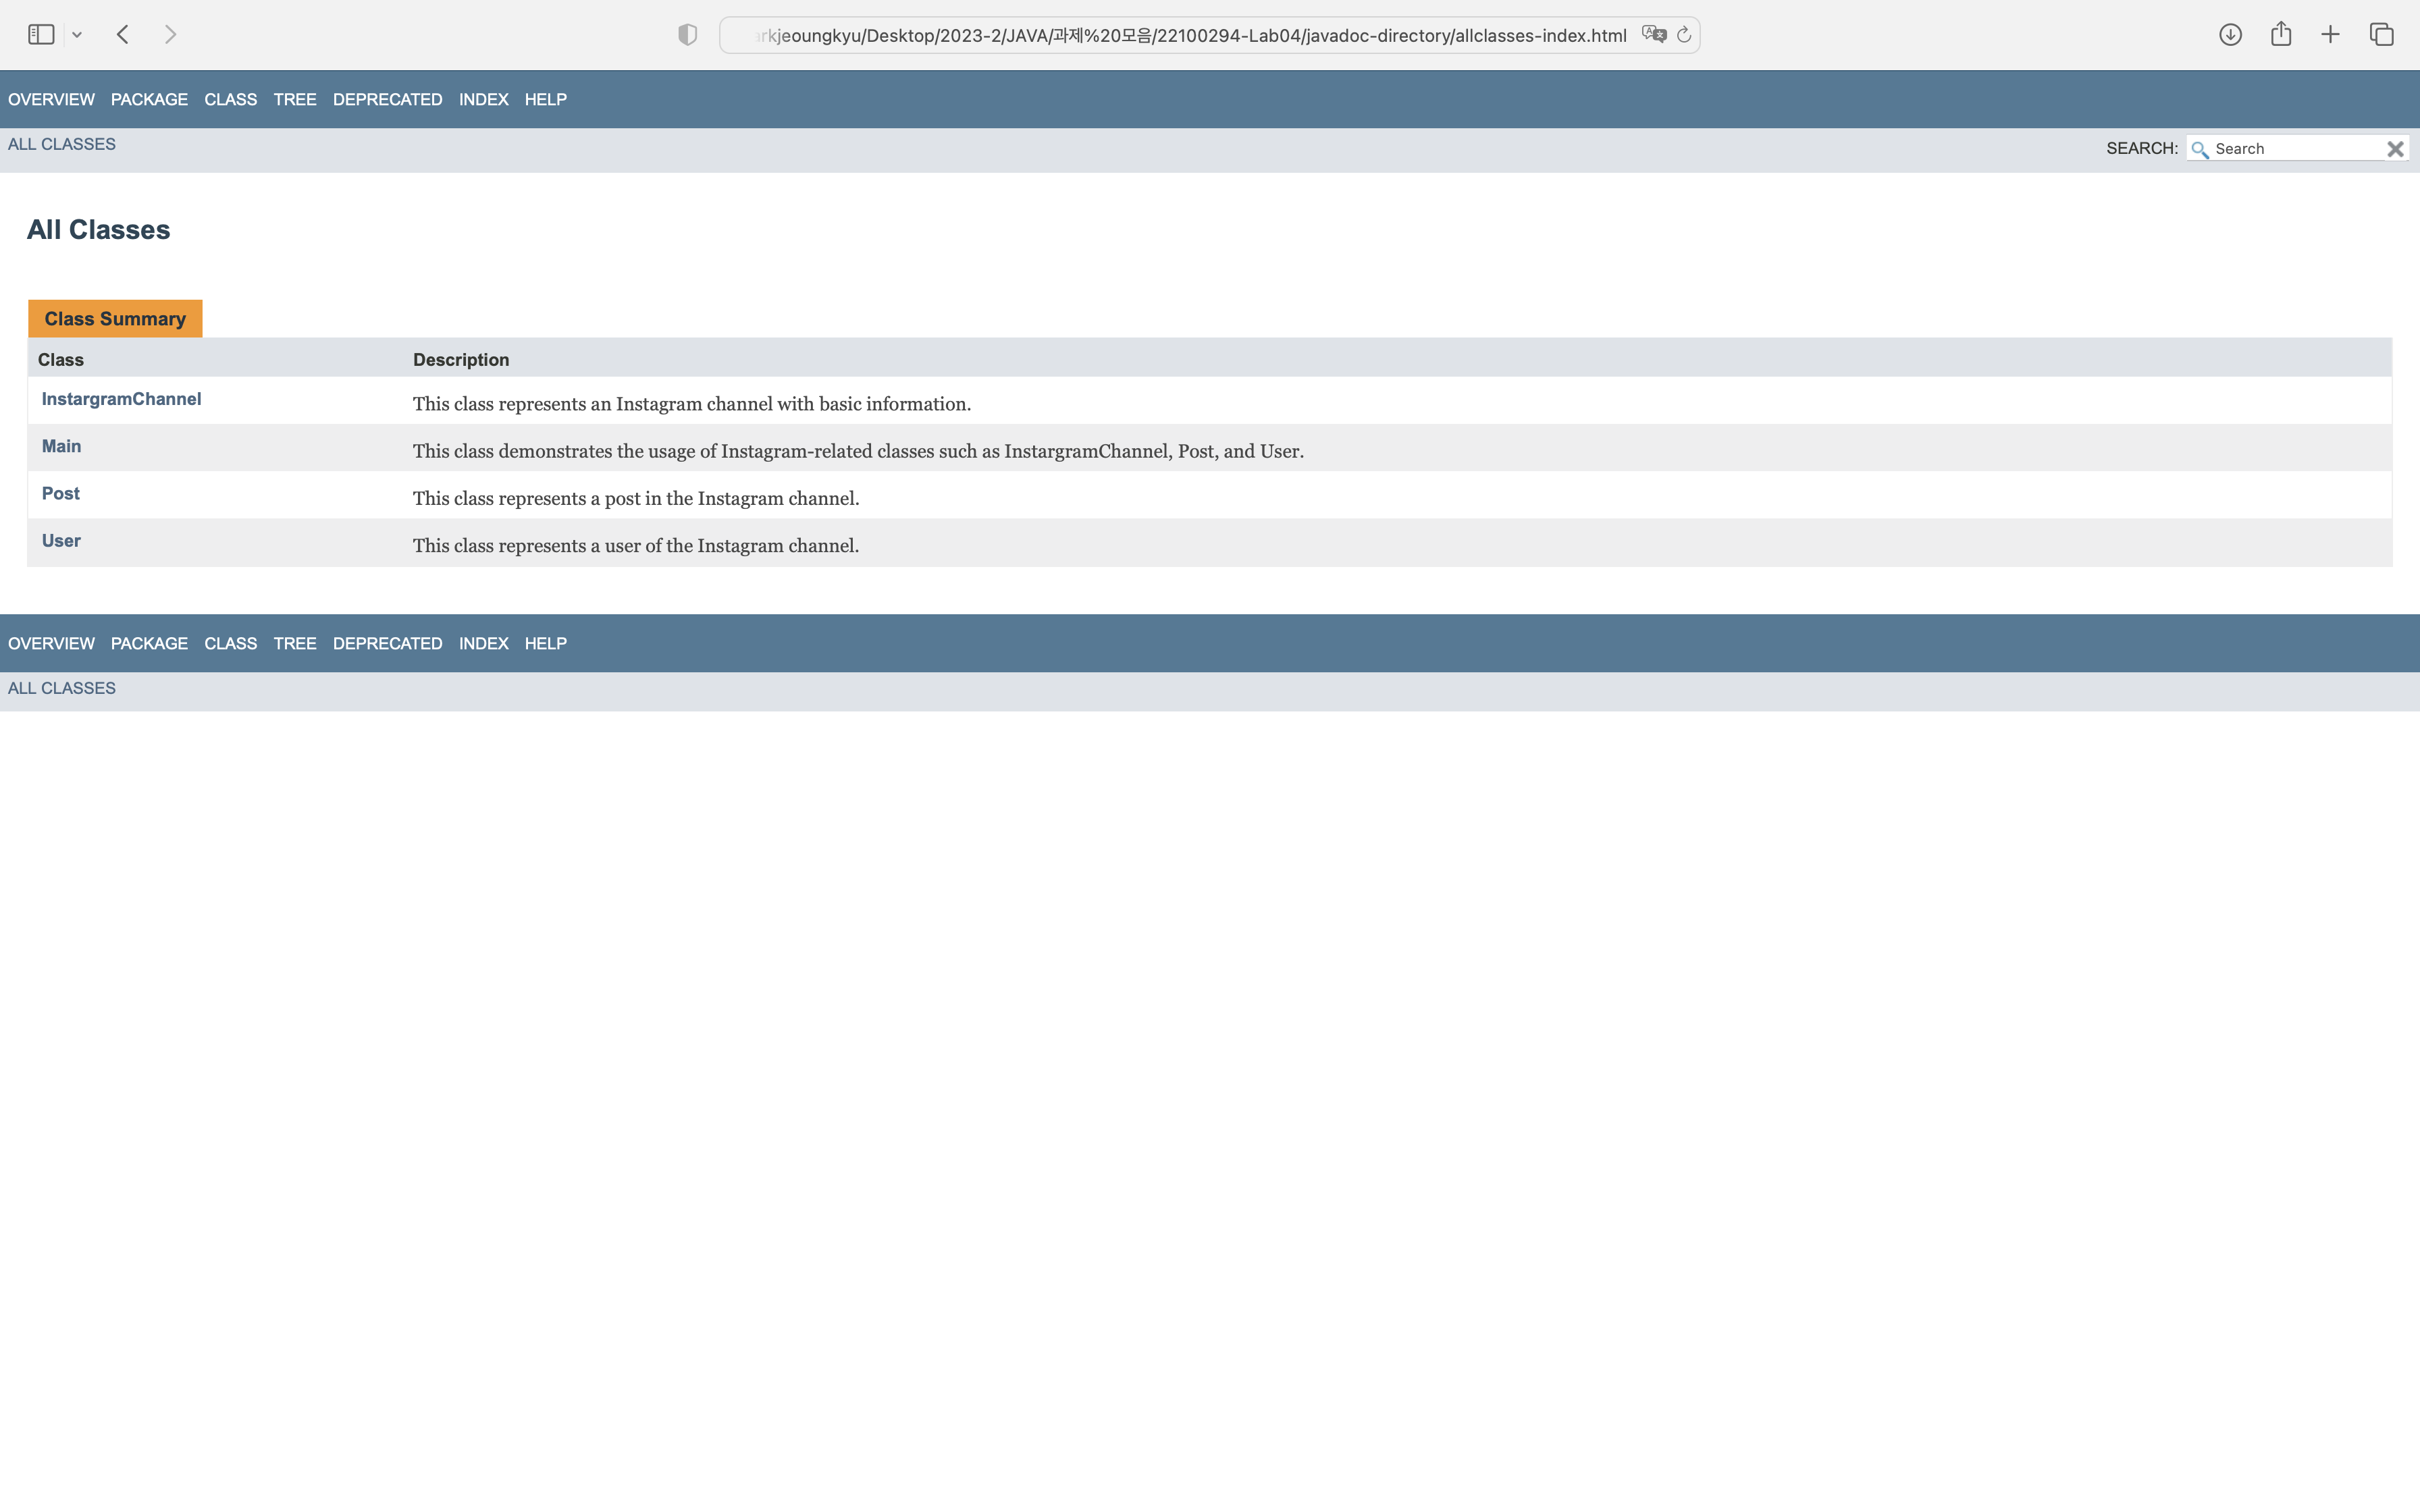 arkjeoungkyu/Desktop/2023-2/JAVA/과제%20모음/22100294-Lab04/javadoc-directory/allclasses-index.html
OVERVIEW PACKAGE CLASS TREE DEPRECATED INDEX HELP
ALL CLASSES
SEARCH: Search
All Classes
Class Summary
Class Description
InstargramChannel This class represents an Instagram channel with basic information.
Main This class demonstrates the usage of Instagram-related classes such as InstargramChannel, Post, and User.
Post This class represents a post in the Instagram channel.
User This class represents a user of the Instagram channel.
OVERVIEW PACKAGE CLASS TREE DEPRECATED INDEX HELP
ALL CLASSES